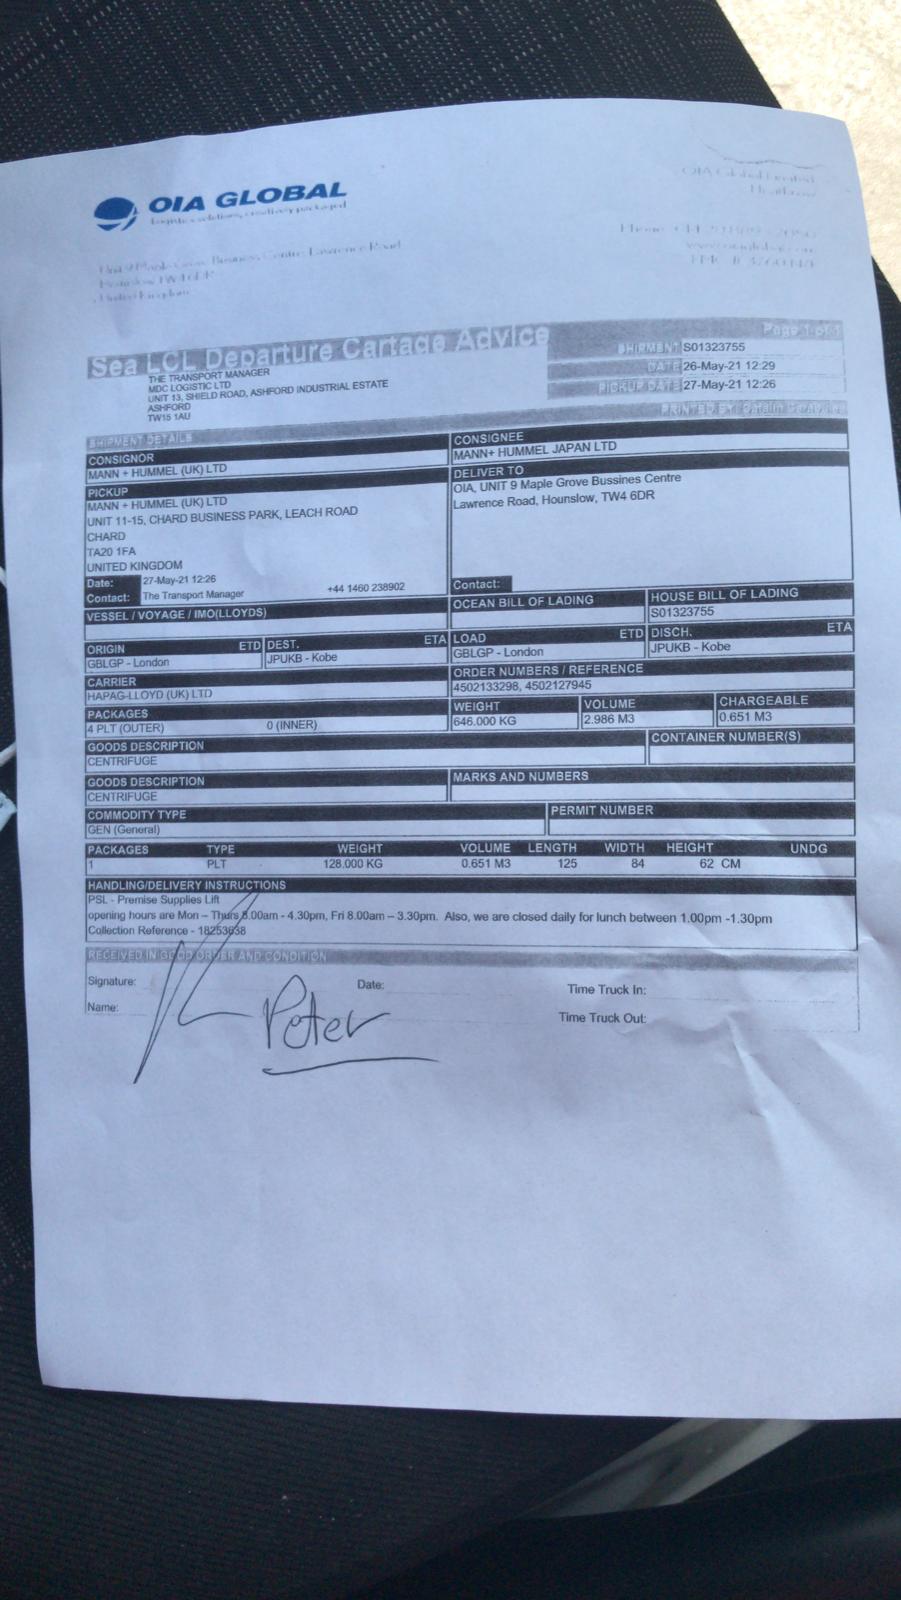 OIA GLOBAL
Logistics solutions, creatively packaged
OIA Global Limited
Heathrow
Unit 9 Maple Grove Business Centre Lawrence Road
Hounslow TW4 6DR
United Kingdom
Page 1 of 1
Sea LCL Departure Cartage Advice
SHIPMENT S01323755
DATE 26-May-21 12:29
PICKUP DATE 27-May-21 12:26
PRINTED BY:
THE TRANSPORT MANAGER
MDC LOGISTIC LTD
UNIT 13, SHIELD ROAD, ASHFORD INDUSTRIAL ESTATE
ASHFORD
TW15 1AU
SHIPMENT DETAILS
CONSIGNOR
MANN + HUMMEL (UK) LTD
CONSIGNEE
MANN+ HUMMEL JAPAN LTD
PICKUP
MANN + HUMMEL (UK) LTD
UNIT 11-15, CHARD BUSINESS PARK, LEACH ROAD
CHARD
TA20 1FA
UNITED KINGDOM
Date: 27-May-21 12:26
Contact: The Transport Manager +44 1460 238902
DELIVER TO
OIA, UNIT 9 Maple Grove Bussines Centre
Lawrence Road, Hounslow, TW4 6DR
Contact:
VESSEL / VOYAGE / IMO(LLOYDS)
OCEAN BILL OF LADING
HOUSE BILL OF LADING
S01323755
ORIGIN ETD DEST. ETA LOAD ETD DISCH. ETA
GBLGP - London JPUKB - Kobe GBLGP - London JPUKB - Kobe
CARRIER
HAPAG-LLOYD (UK) LTD
ORDER NUMBERS / REFERENCE
4502133298, 4502127945
PACKAGES WEIGHT VOLUME CHARGEABLE
4 PLT (OUTER) 0 (INNER) 646.000 KG 2.986 M3 0.651 M3
GOODS DESCRIPTION CONTAINER NUMBER(S)
CENTRIFUGE
GOODS DESCRIPTION MARKS AND NUMBERS
CENTRIFUGE
COMMODITY TYPE PERMIT NUMBER
GEN (General)
PACKAGES TYPE WEIGHT VOLUME LENGTH WIDTH HEIGHT UNDG
1 PLT 128.000 KG 0.651 M3 125 84 62 CM
HANDLING/DELIVERY INSTRUCTIONS
PSL - Premise Supplies Lift
opening hours are Mon – Thurs 8.00am - 4.30pm, Fri 8.00am – 3.30pm. Also, we are closed daily for lunch between 1.00pm -1.30pm
Collection Reference - 18253638
RECEIVED IN GOOD ORDER AND CONDITION
Signature: Date: Time Truck In:
Name: Peter Time Truck Out: